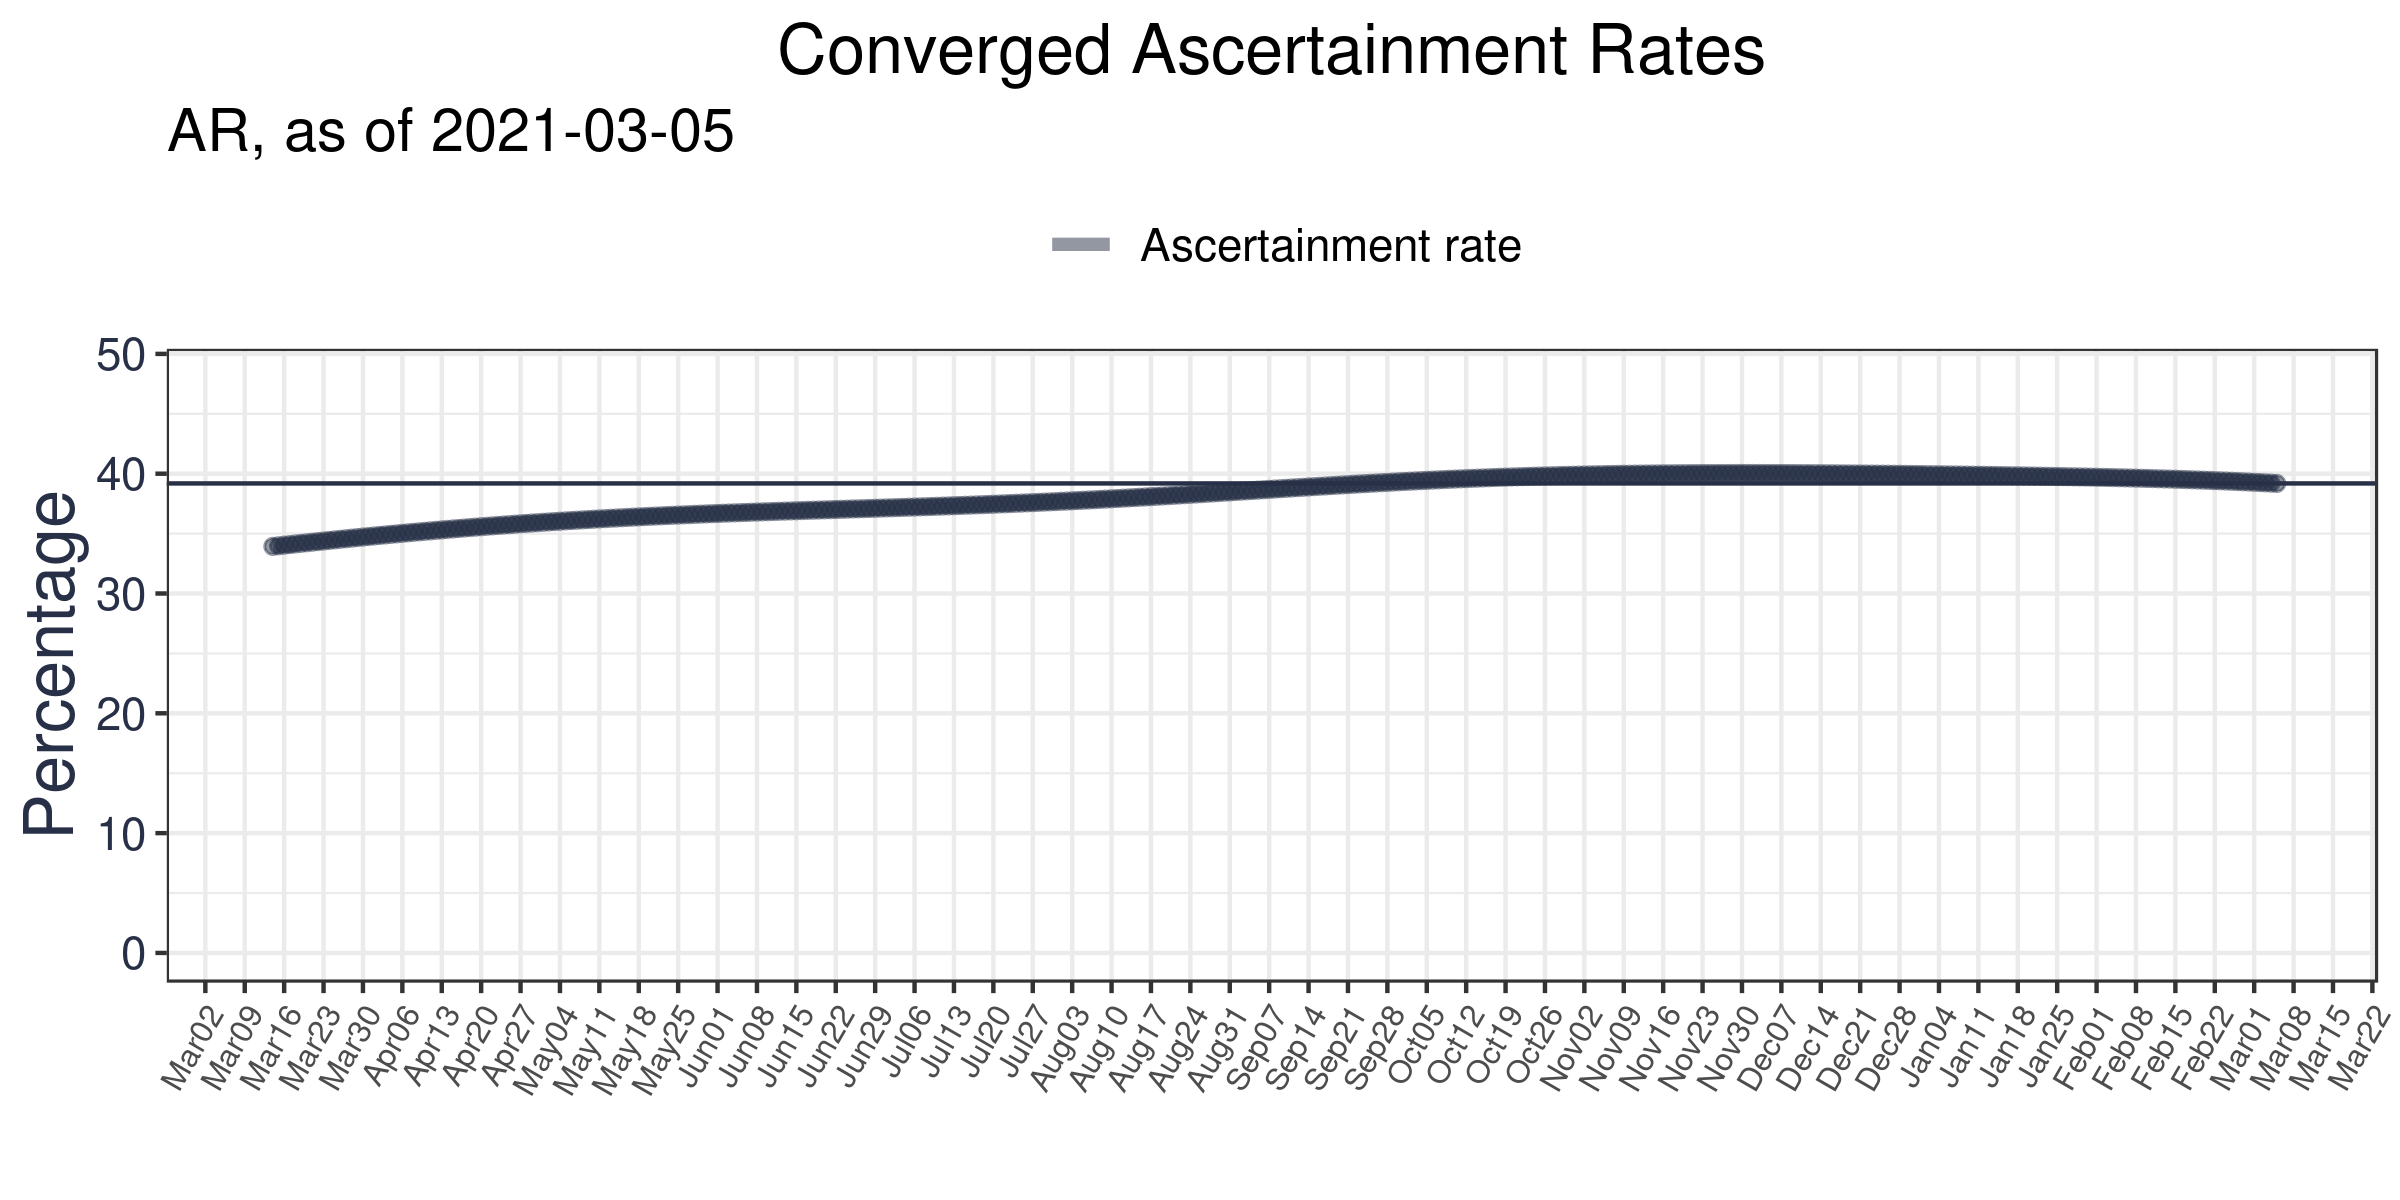 Converged Ascertainment Rates
AR, as of 2021-03-05
Ascertainment rate
Percentage
50
40
30
20
10
0
Mar02
Mar09
Mar16
Mar23
Mar30
Apr06
Apr13
Apr20
Apr27
May04
May11
May18
May25
Jun01
Jun08
Jun15
Jun22
Jun29
Jul06
Jul13
Jul20
Jul27
Aug03
Aug10
Aug17
Aug24
Aug31
Sep07
Sep14
Sep21
Sep28
Oct05
Oct12
Oct19
Oct26
Nov02
Nov09
Nov16
Nov23
Nov30
Dec07
Dec14
Dec21
Dec28
Jan04
Jan11
Jan18
Jan25
Feb01
Feb08
Feb15
Feb22
Mar01
Mar08
Mar15
Mar22